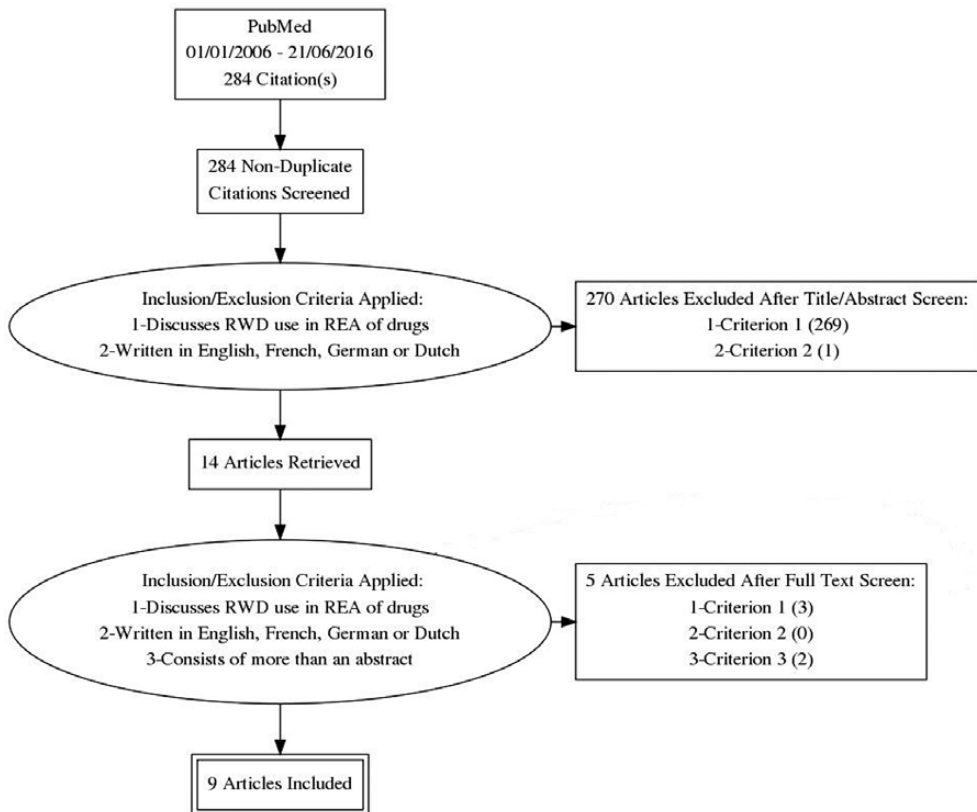 PubMed
01/01/2006 - 21/06/2016
284 Citation(s)
284 Non-Duplicate
Citations Screened
Inclusion/Exclusion Criteria Applied:
1-Discusses RWD use in REA of drugs
2-Written in English, French, German or Dutch
270 Articles Excluded After Title/Abstract Screen:
1-Criterion 1 (269)
2-Criterion 2 (1)
14 Articles Retrieved
Inclusion/Exclusion Criteria Applied:
1-Discusses RWD use in REA of drugs
2-Written in English, French, German or Dutch
3-Consists of more than an abstract
5 Articles Excluded After Full Text Screen:
1-Criterion 1 (3)
2-Criterion 2 (0)
3-Criterion 3 (2)
9 Articles Included